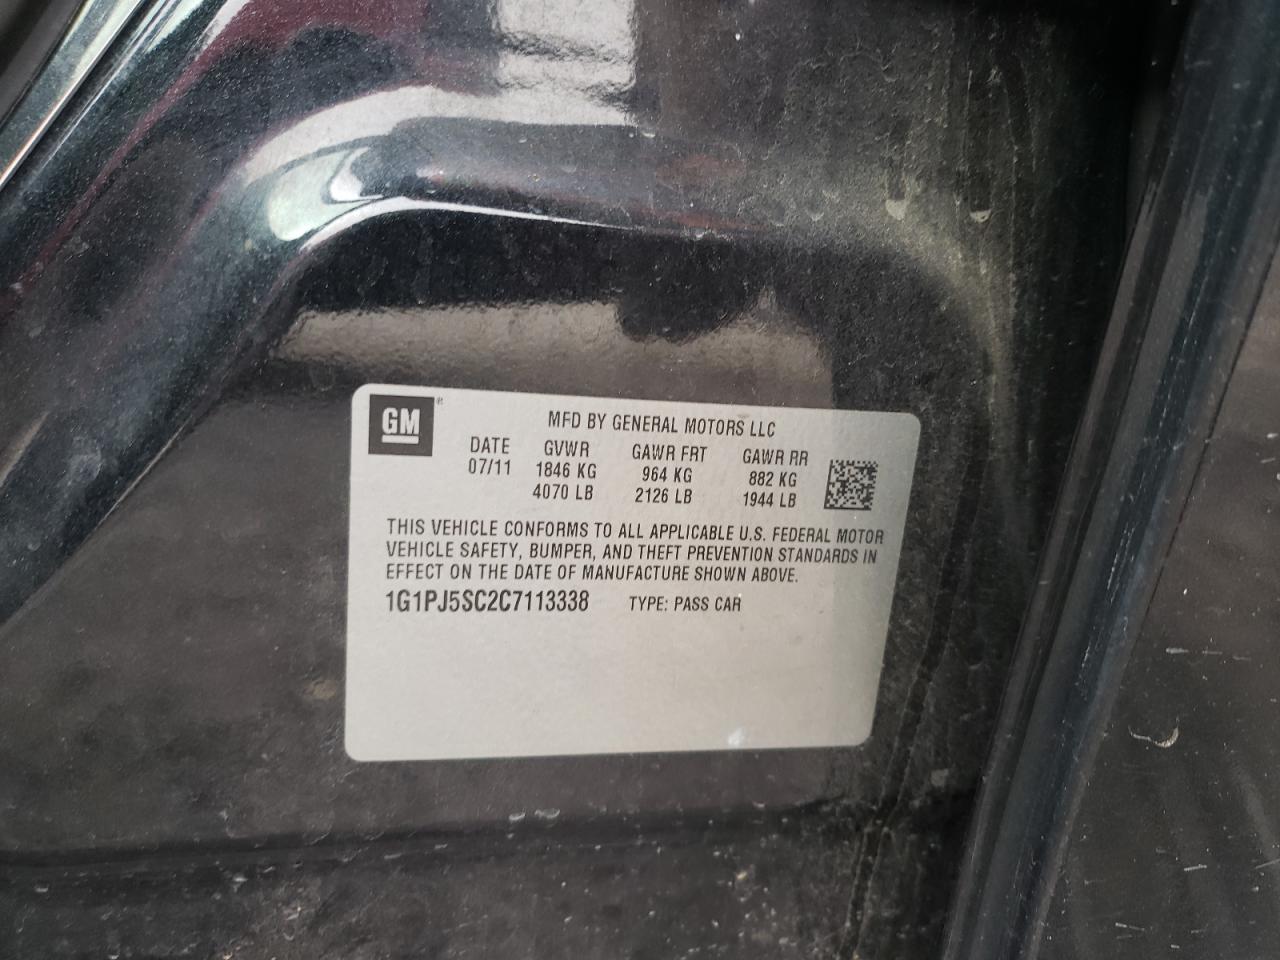 GM ®
MFD BY GENERAL MOTORS LLC
DATE GVWR GAWR FRT GAWR RR
07/11 1846 KG 964 KG 882 KG
4070 LB 2126 LB 1944 LB
THIS VEHICLE CONFORMS TO ALL APPLICABLE U.S. FEDERAL MOTOR
VEHICLE SAFETY, BUMPER, AND THEFT PREVENTION STANDARDS IN
EFFECT ON THE DATE OF MANUFACTURE SHOWN ABOVE.
1G1PJ5SC2C7113338 TYPE: PASS CAR